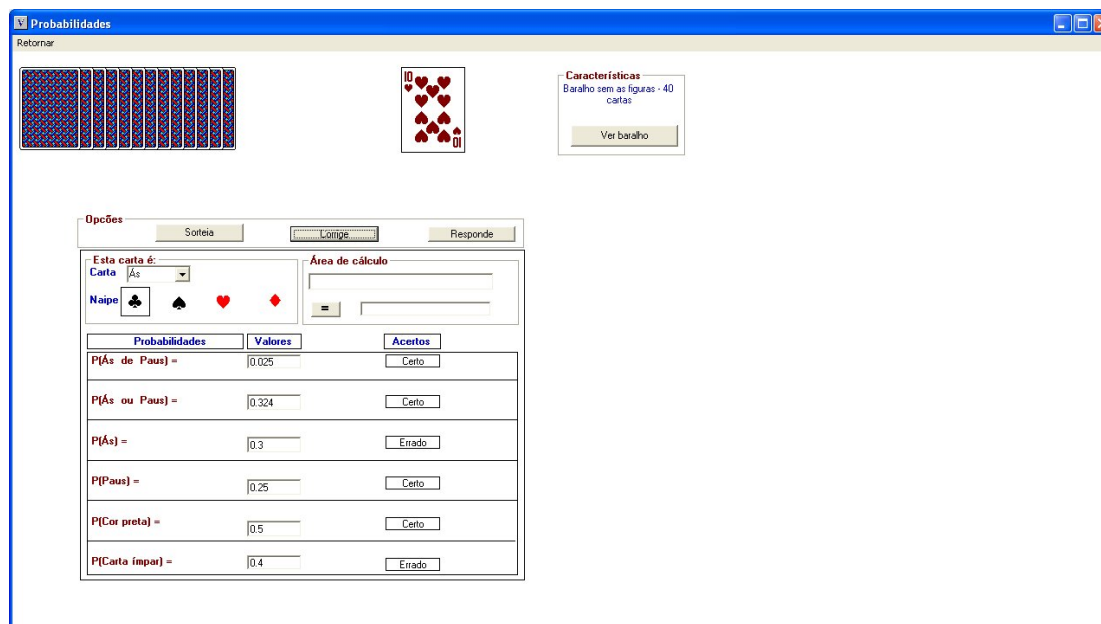 Probabilidades
Retornar
10
10
Características
Baralho sem as figuras - 40
cartas
Ver baralho
Opcões
Sorteia
Corrige
Responde
Esta carta é:
Carta Ás
Naipe
Área de cálculo
=
Probabilidades Valores Acertos
P(Ás de Paus) = 0.025 Certo
P(Ás ou Paus) = 0.324 Certo
P(Ás) = 0.3 Errado
P(Paus) = 0.25 Certo
P(Cor preta) = 0.5 Certo
P(Carta ímpar) = 0.4 Errado